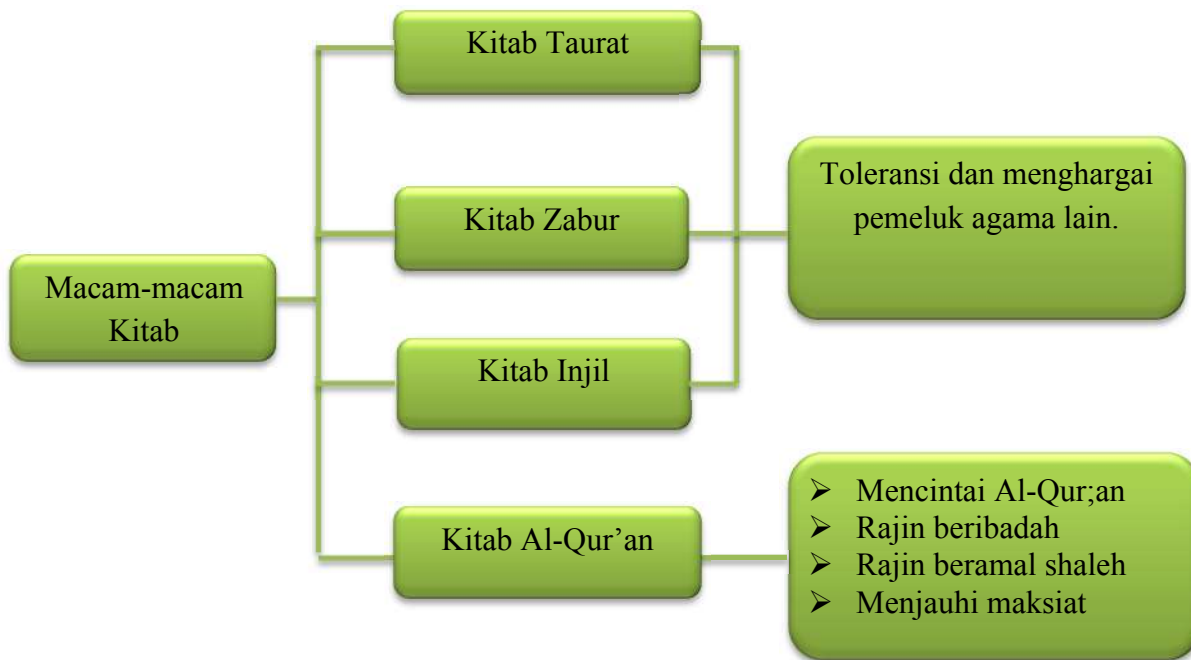 Kitab Taurat
Toleransi dan menghargai
pemeluk agama lain.
Kitab Zabur
Macam-macam
Kitab
Kitab Injil
Kitab Al-Qur’an
➢ Mencintai Al-Qur;an
➢ Rajin beribadah
➢ Rajin beramal shaleh
➢ Menjauhi maksiat